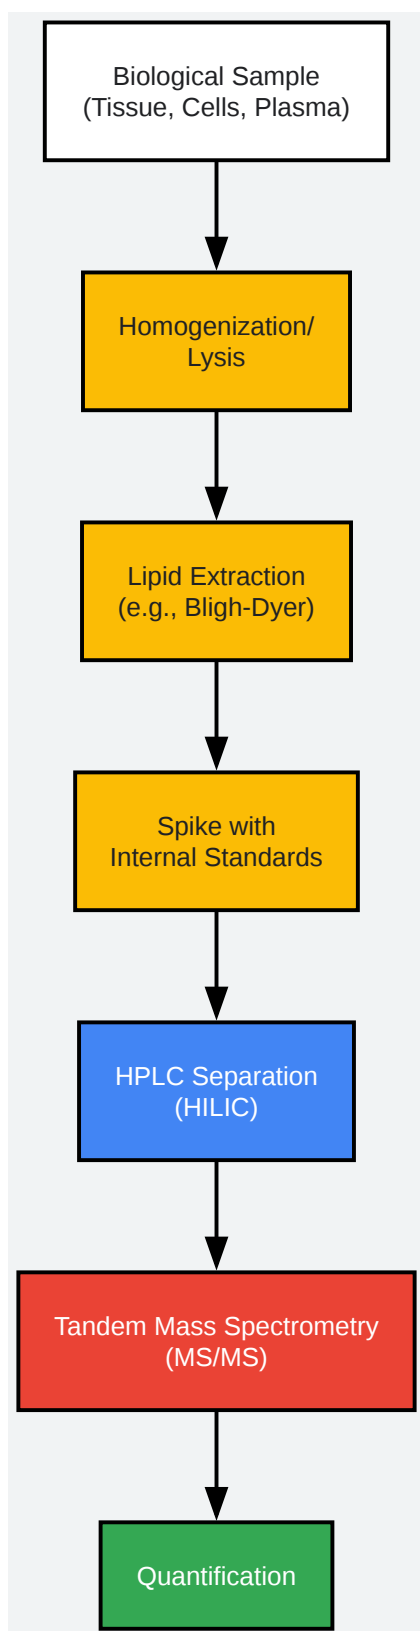 Biological Sample
(Tissue, Cells, Plasma)
Homogenization/
Lysis
Lipid Extraction
(e.g., Bligh-Dyer)
Spike with
Internal Standards
HPLC Separation
(HILIC)
Tandem Mass Spectrometry
(MS/MS)
Quantification